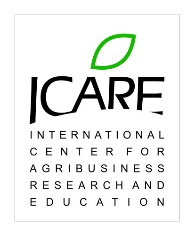 ICARE
INTERNATIONAL
CENTER FOR
AGRIBUSINESS
RESEARCH AND
EDUCATION